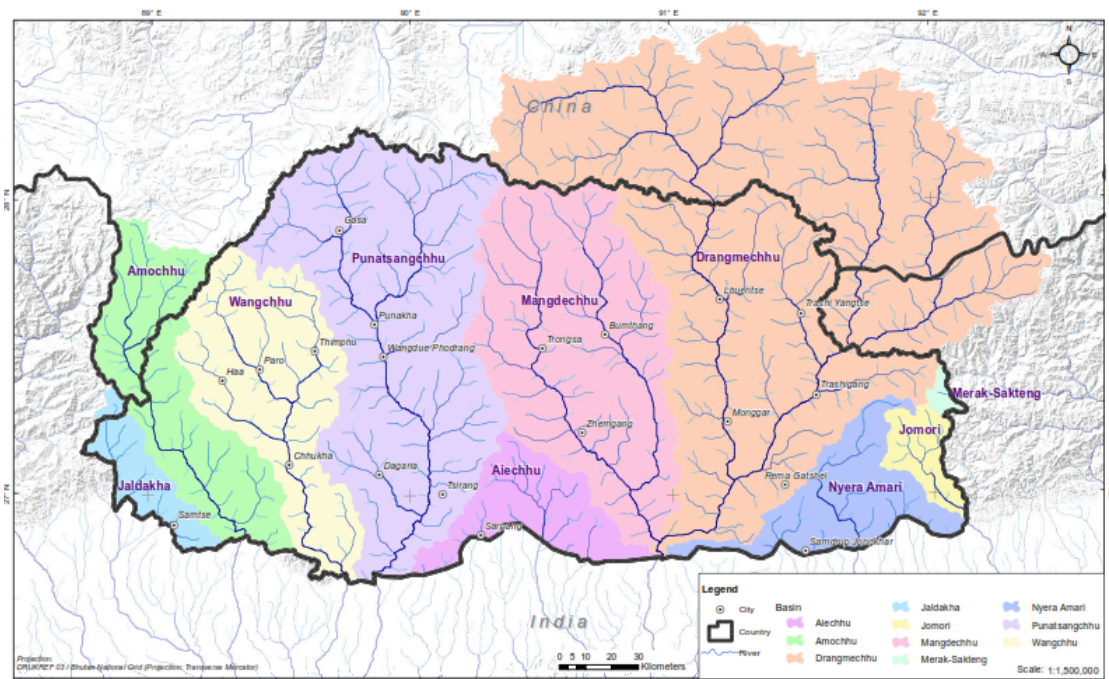 89° E 90° E 91° E 92° E
N
W E
S
China
28° N
28° N
Gasa
Amochhu
Punatsangchhu
Drangmechhu
Wangchhu
Mangdechhu
Lhuentse
Trashi Yangtse
Punakha
Bumthang
Thimphu
Wangdue Phodrang
Trongsa
Paro
Haa
Trashigang
Merak-Sakteng
Monggar
Jomori
Zhemgang
Chhukha
Aiechhu
Dagana
Pema Gatshel
Jaldakha
Tsirang
Nyera Amari
27° N
27° N
Samtse
Sarpang
Samdrup Jongkhar
India
Legend
City
Country
River
Basin
Aiechhu
Amochhu
Drangmechhu
Jaldakha
Jomori
Mangdechhu
Merak-Sakteng
Nyera Amari
Punatsangchhu
Wangchhu
0 5 10 20 30
Kilometers
Scale: 1:1,500,000
Projection:
DRUKREF 03 / Bhutan National Grid (Projection: Transverse Mercator)